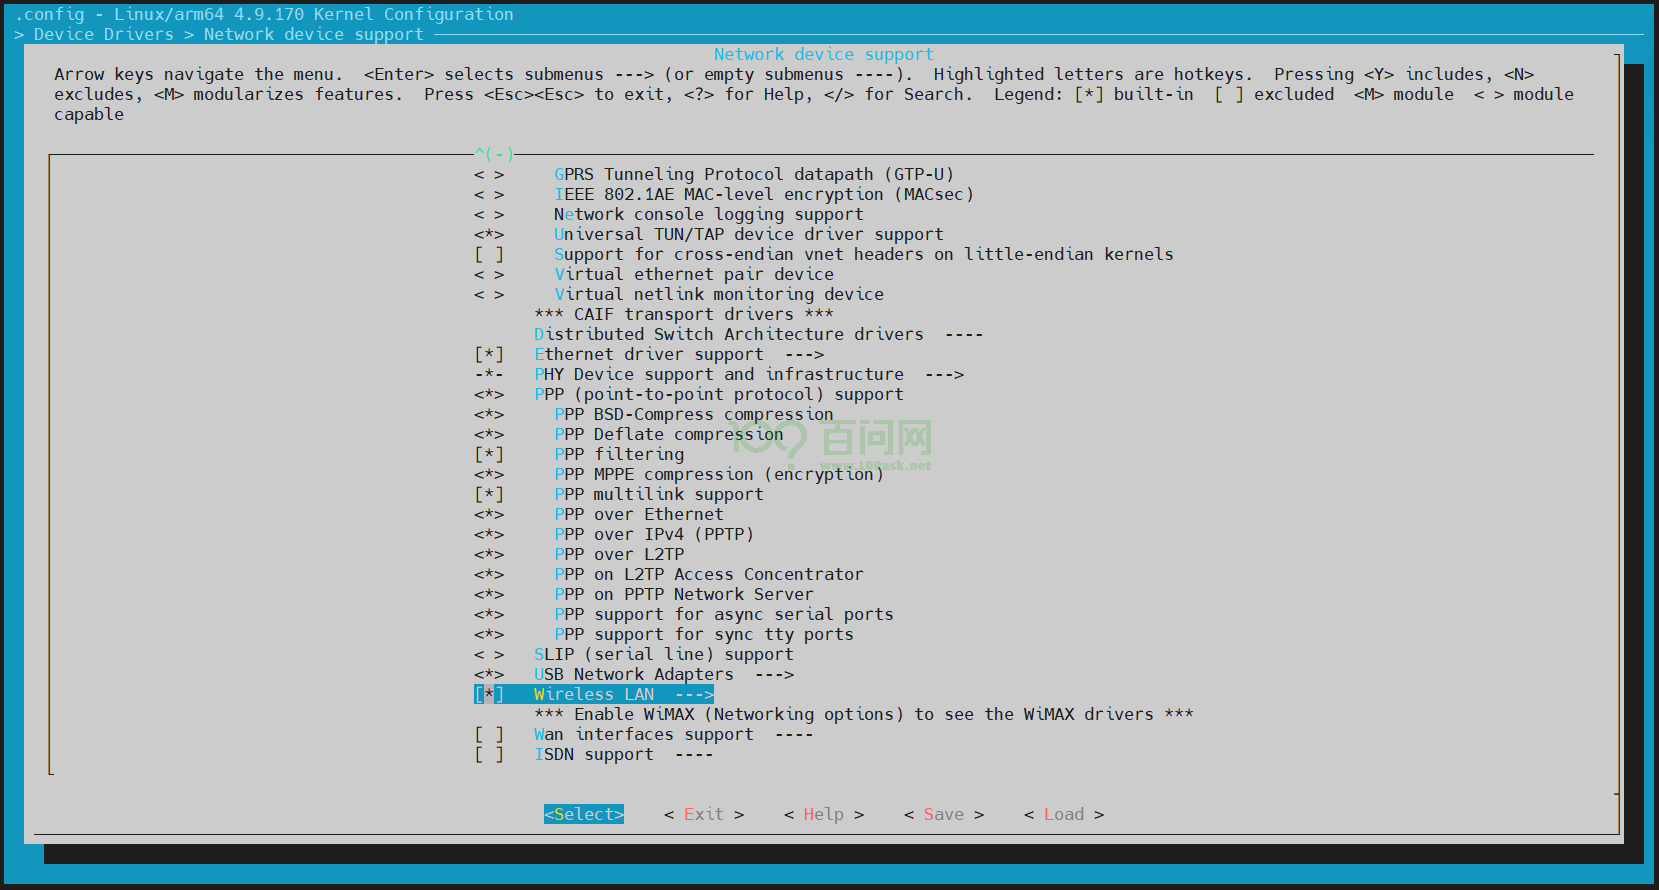 .config - Linux/arm64 4.9.170 Kernel Configuration
> Device Drivers > Network device support
Network device support
Arrow keys navigate the menu.  <Enter> selects submenus ---> (or empty submenus ----).  Highlighted letters are hotkeys.  Pressing <Y> includes, <N>
excludes, <M> modularizes features.  Press <Esc><Esc> to exit, <?> for Help, </> for Search.  Legend: [*] built-in  [ ] excluded  <M> module  < > module
capable
^(-)
< >     GPRS Tunneling Protocol datapath (GTP-U)
< >     IEEE 802.1AE MAC-level encryption (MACsec)
< >     Network console logging support
<*>     Universal TUN/TAP device driver support
[ ]     Support for cross-endian vnet headers on little-endian kernels
< >     Virtual ethernet pair device
< >     Virtual netlink monitoring device
*** CAIF transport drivers ***
Distributed Switch Architecture drivers  ----
[*]   Ethernet driver support  --->
-*-   PHY Device support and infrastructure  --->
<*>   PPP (point-to-point protocol) support
<*>     PPP BSD-Compress compression
<*>     PPP Deflate compression
[*]     PPP filtering
<*>     PPP MPPE compression (encryption)
[*]     PPP multilink support
<*>     PPP over Ethernet
<*>     PPP over IPv4 (PPTP)
<*>     PPP over L2TP
<*>     PPP on L2TP Access Concentrator
<*>     PPP on PPTP Network Server
<*>     PPP support for async serial ports
<*>     PPP support for sync tty ports
< >   SLIP (serial line) support
<*>   USB Network Adapters  --->
[*]   Wireless LAN  --->
*** Enable WiMAX (Networking options) to see the WiMAX drivers ***
[ ]   Wan interfaces support  ----
[ ]   ISDN support  ----
<Select>    < Exit >    < Help >    < Save >    < Load >
100? 百问网
www.100ask.net